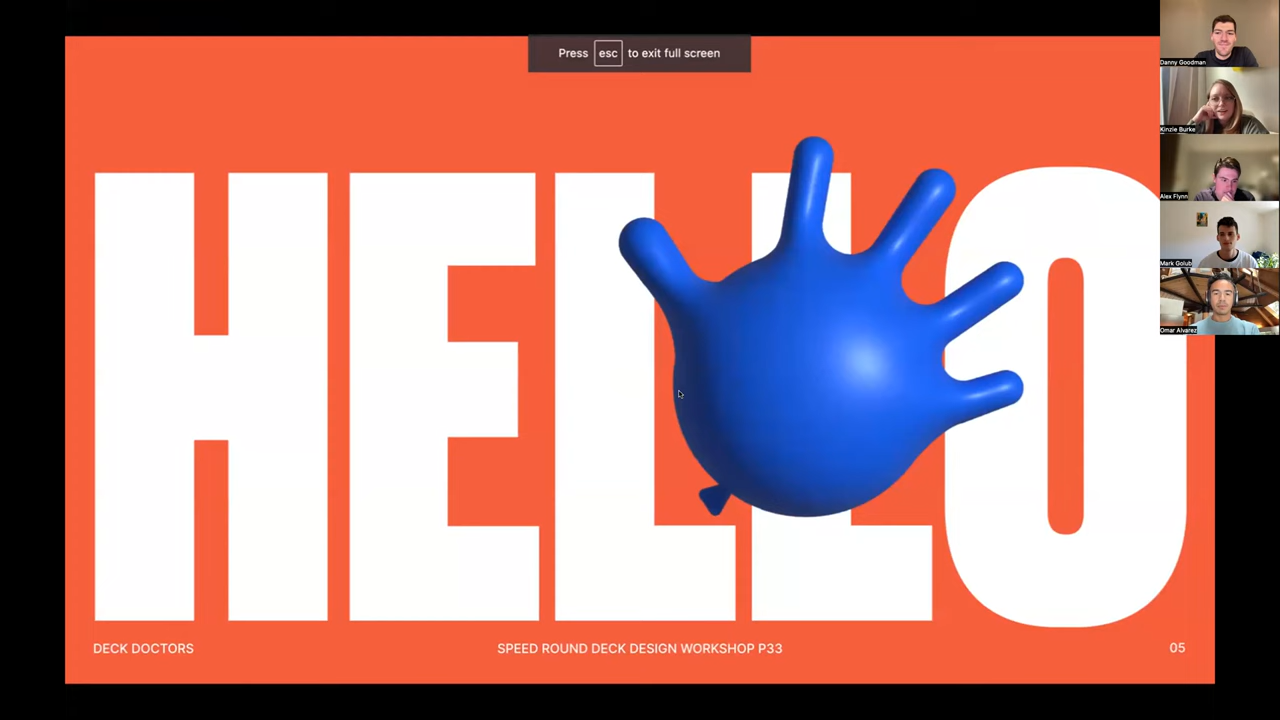 Press esc to exit full screen
Danny Goodman
Kinzie Burke
Alex Flynn
Mark Golub
Omar Alvarez
HELLO
DECK DOCTORS
SPEED ROUND DECK DESIGN WORKSHOP P33
05